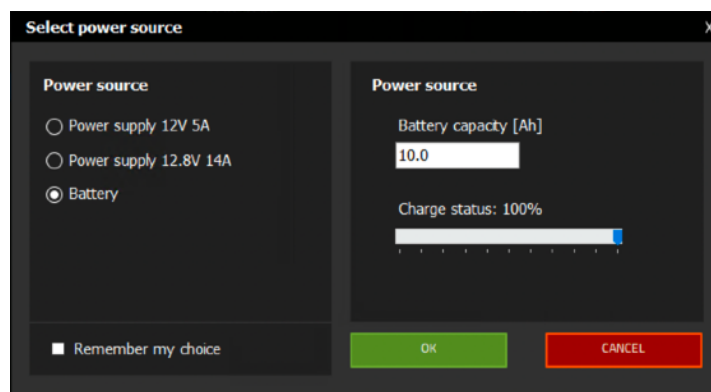 Select power source
X
Power source
Power supply 12V 5A
Power supply 12.8V 14A
Battery
Remember my choice
Power source
Battery capacity [Ah]
10.0
Charge status: 100%
OK
CANCEL